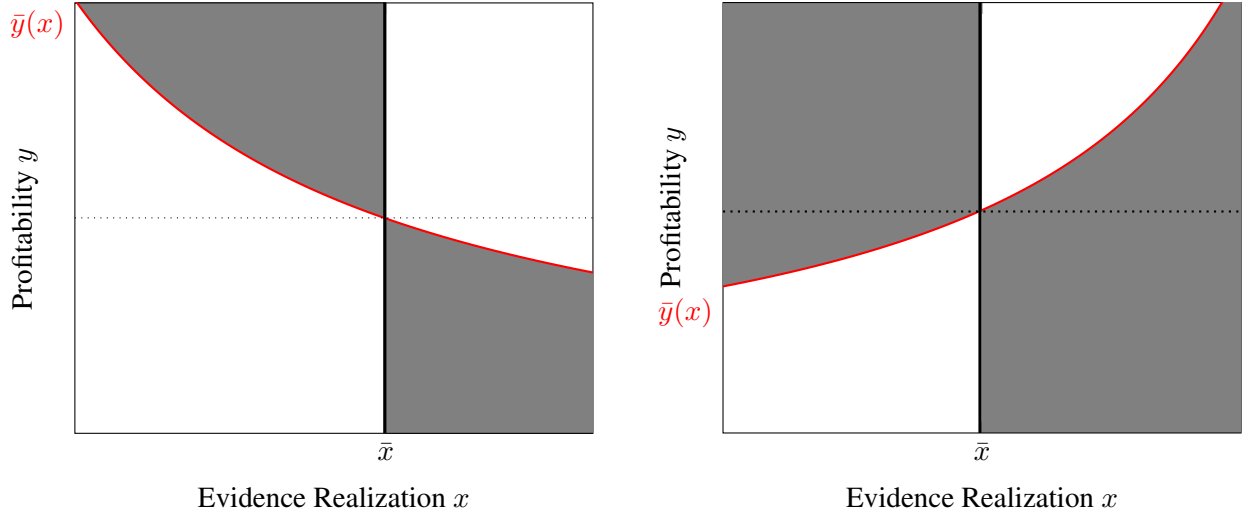 ȳ(x)
Profitability y
x̄
Evidence Realization x
Profitability y
ȳ(x)
x̄
Evidence Realization x